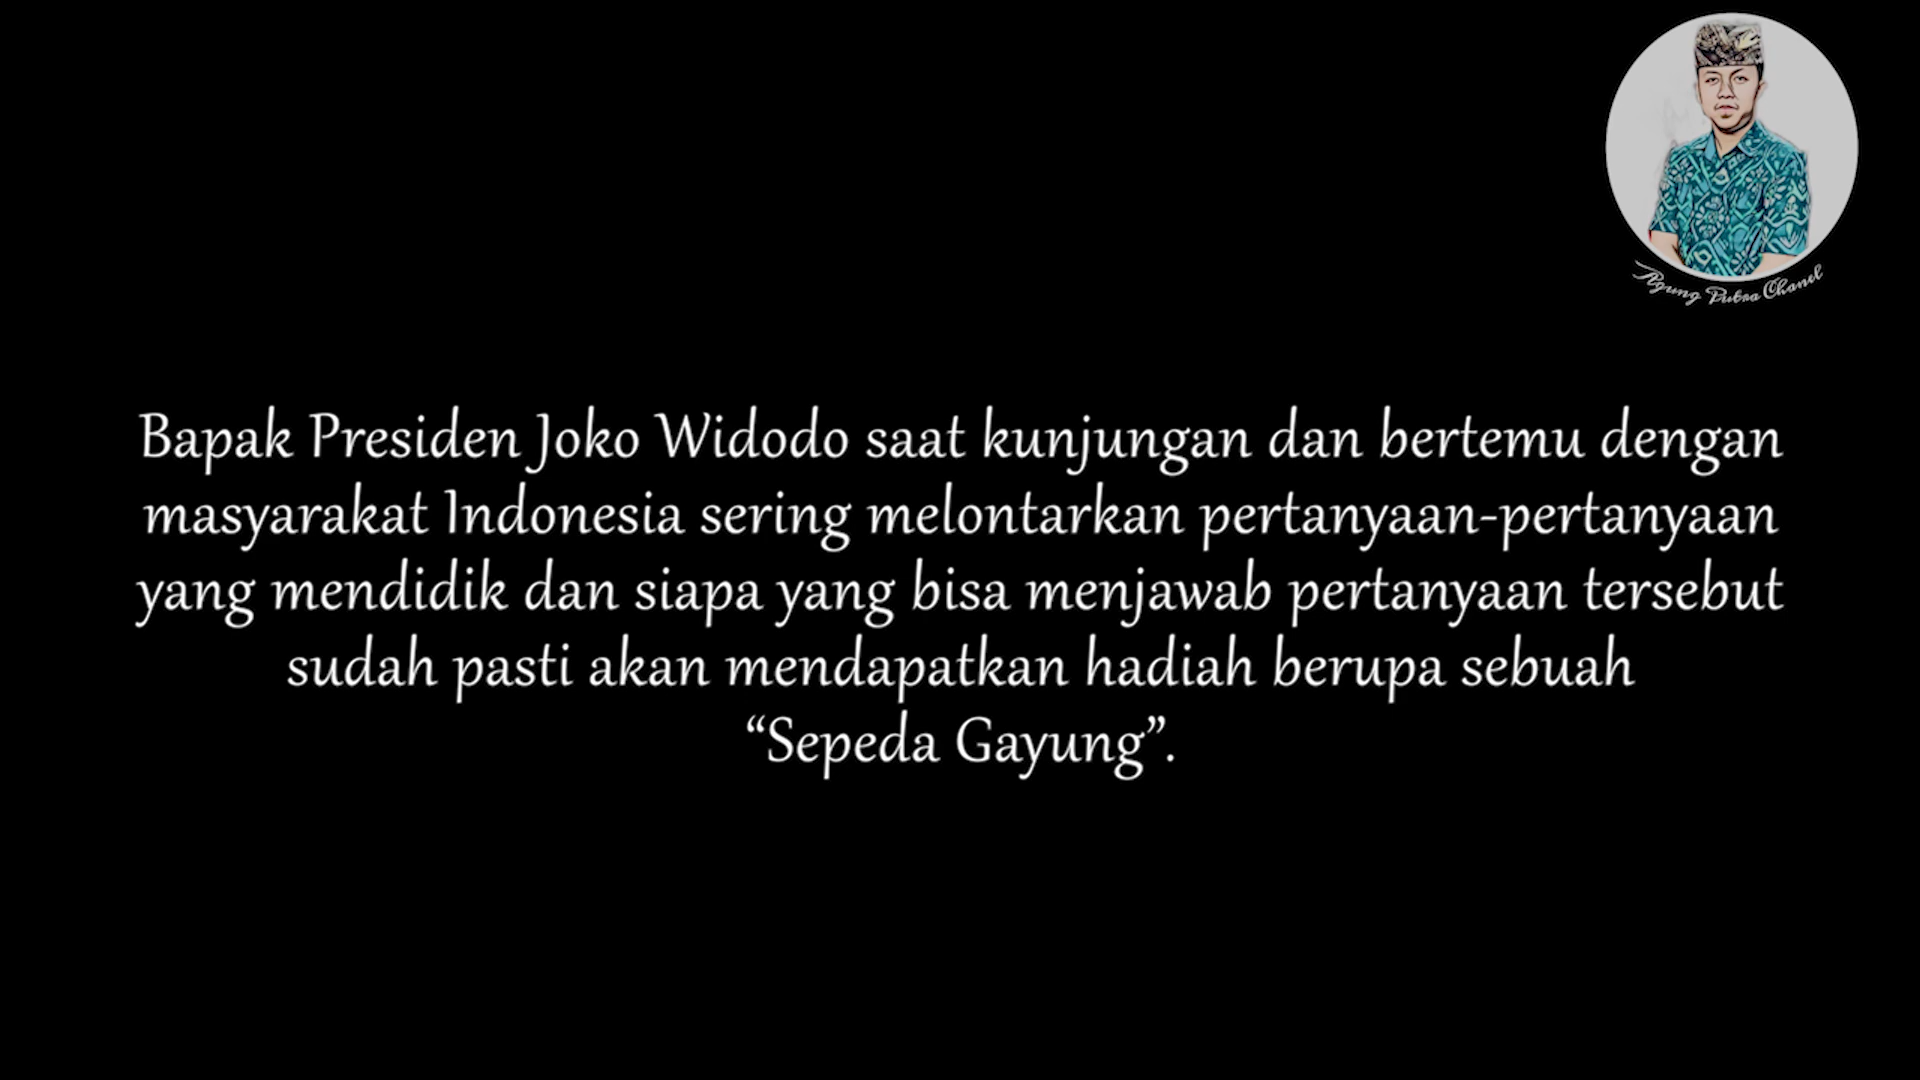 Agung Putra Chanel
Bapak Presiden Joko Widodo saat kunjungan dan bertemu dengan
masyarakat Indonesia sering melontarkan pertanyaan-pertanyaan
yang mendidik dan siapa yang bisa menjawab pertanyaan tersebut
sudah pasti akan mendapatkan hadiah berupa sebuah
“Sepeda Gayung”.